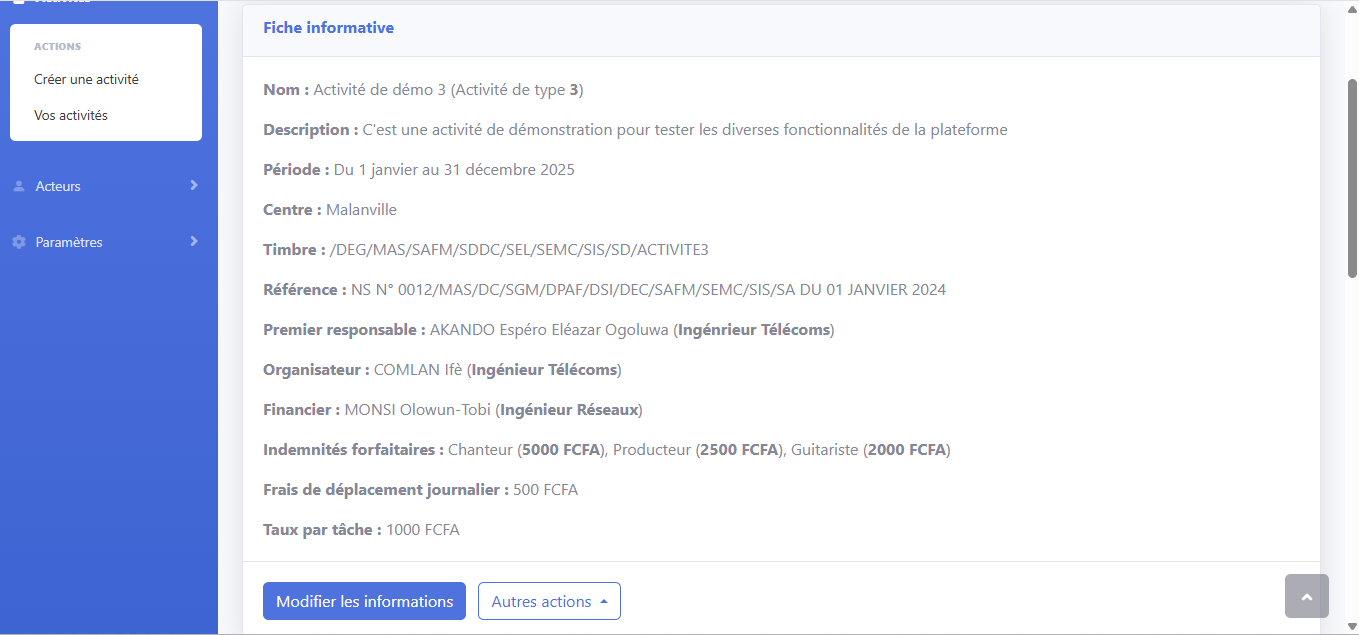 ACTIONS
Créer une activité
Vos activités
Acteurs
Paramètres
Fiche informative
Nom : Activité de démo 3 (Activité de type 3)
Description : C'est une activité de démonstration pour tester les diverses fonctionnalités de la plateforme
Période : Du 1 janvier au 31 décembre 2025
Centre : Malanville
Timbre : /DEG/MAS/SAFM/SDDC/SEL/SEMC/SIS/SD/ACTIVITE3
Référence : NS N° 0012/MAS/DC/SGM/DPAF/DSI/DEC/SAFM/SEMC/SIS/SA DU 01 JANVIER 2024
Premier responsable : AKANDO Espéro Eléazar Ogoluwa (Ingénrieur Télécoms)
Organisateur : COMLAN Ifè (Ingénieur Télécoms)
Financier : MONSI Olowun-Tobi (Ingénieur Réseaux)
Indemnités forfaitaires : Chanteur (5000 FCFA), Producteur (2500 FCFA), Guitariste (2000 FCFA)
Frais de déplacement journalier : 500 FCFA
Taux par tâche : 1000 FCFA
Modifier les informations
Autres actions